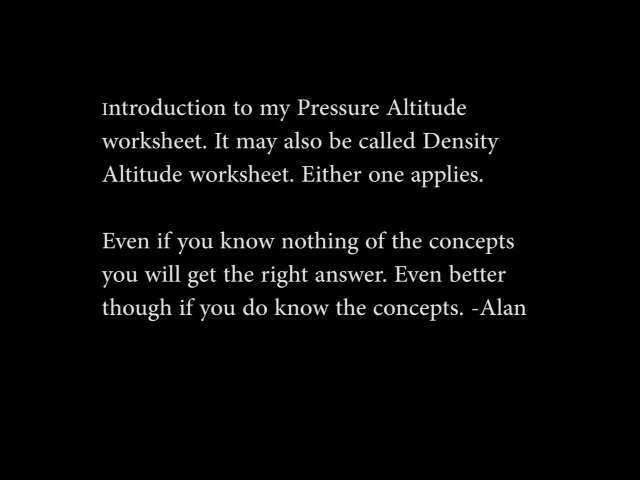 Introduction to my Pressure Altitude
worksheet. It may also be called Density
Altitude worksheet. Either one applies.
Even if you know nothing of the concepts
you will get the right answer. Even better
though if you do know the concepts. -Alan